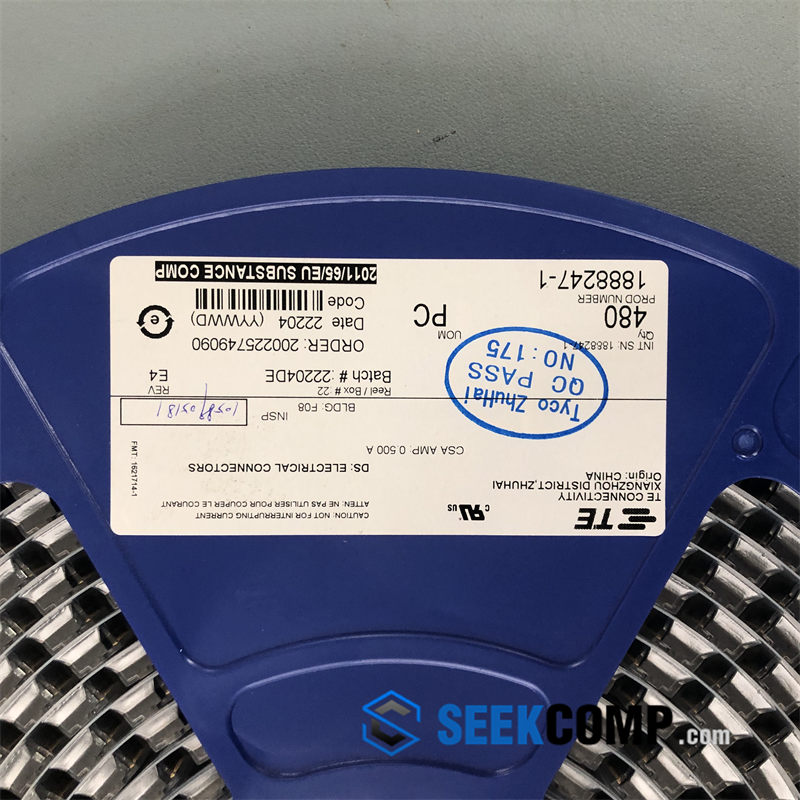 TE
TE CONNECTIVITY
XIANGZHOU DISTRICT,ZHUHAI
Origin: CHINA
CAUTION: NOT FOR INTERRUPTING CURRENT
ATTEN: NE PAS UTILISER POUR COUPER LE COURANT
DS: ELECTRICAL CONNECTORS
CSA AMP: 0.500 A
FMT: 1621714-1
Tyco ZhuHai
QC PASS
NO: 175
BLDG: F08
INSP
Reel / Box #: 22
Batch #: 22204DE
REV
E4
INT SN: 1888247-1
Qty
480
UOM
PC
ORDER: 200225749090
Date 22204 (YYWWD)
Code
PROD NUMBER
1888247-1
2011/65/EU SUBSTANCE COMP
e
SEEKCOMP.com